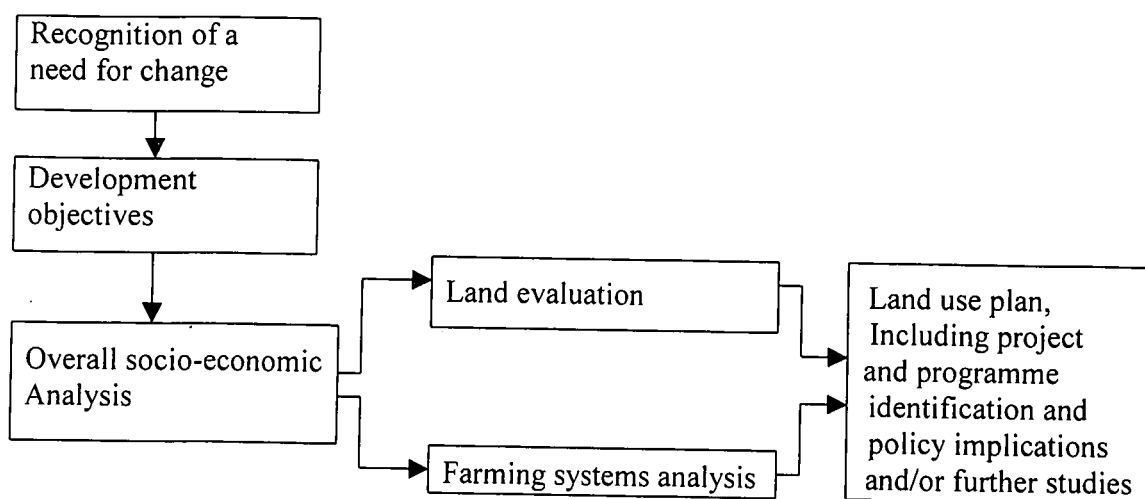 Recognition of a
need for change
Development
objectives
Overall socio-economic
Analysis
Land evaluation
Farming systems analysis
Land use plan,
Including project
and programme
identification and
policy implications
and/or further studies